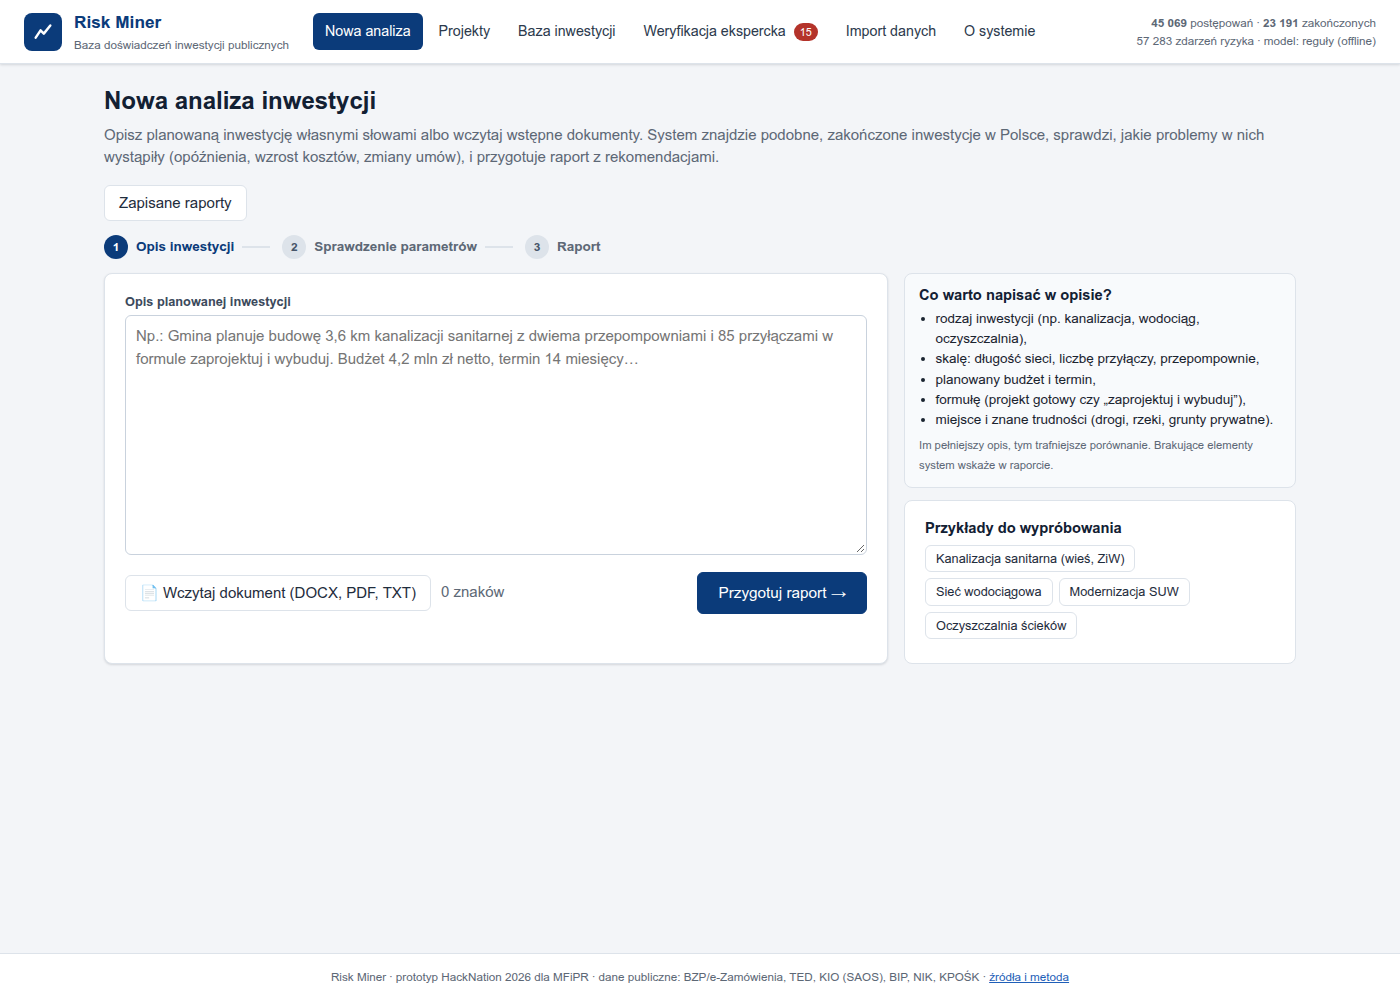 Risk Miner
Baza doświadczeń inwestycji publicznych
Nowa analiza
Projekty
Baza inwestycji
Weryfikacja ekspercka 15
Import danych
O systemie
45 069 postępowań · 23 191 zakończonych
57 283 zdarzeń ryzyka · model: reguły (offline)
Nowa analiza inwestycji
Opisz planowaną inwestycję własnymi słowami albo wczytaj wstępne dokumenty. System znajdzie podobne, zakończone inwestycje w Polsce, sprawdzi, jakie problemy w nich
wystąpiły (opóźnienia, wzrost kosztów, zmiany umów), i przygotuje raport z rekomendacjami.
Zapisane raporty
1 Opis inwestycji
2 Sprawdzenie parametrów
3 Raport
Opis planowanej inwestycji
Np.: Gmina planuje budowę 3,6 km kanalizacji sanitarnej z dwiema przepompowniami i 85 przyłączami w
formule zaprojektuj i wybuduj. Budżet 4,2 mln zł netto, termin 14 miesięcy…
📄 Wczytaj dokument (DOCX, PDF, TXT)
0 znaków
Przygotuj raport →
Co warto napisać w opisie?
• rodzaj inwestycji (np. kanalizacja, wodociąg,
oczyszczalnia),
• skalę: długość sieci, liczbę przyłączy, przepompownie,
• planowany budżet i termin,
• formułę (projekt gotowy czy „zaprojektuj i wybuduj”),
• miejsce i znane trudności (drogi, rzeki, grunty prywatne).
Im pełniejszy opis, tym trafniejsze porównanie. Brakujące elementy
system wskaże w raporcie.
Przykłady do wypróbowania
Kanalizacja sanitarna (wieś, ZiW)
Sieć wodociągowa
Modernizacja SUW
Oczyszczalnia ścieków
Risk Miner · prototyp HackNation 2026 dla MFiPR · dane publiczne: BZP/e-Zamówienia, TED, KIO (SAOS), BIP, NIK, KPOŚK · źródła i metoda